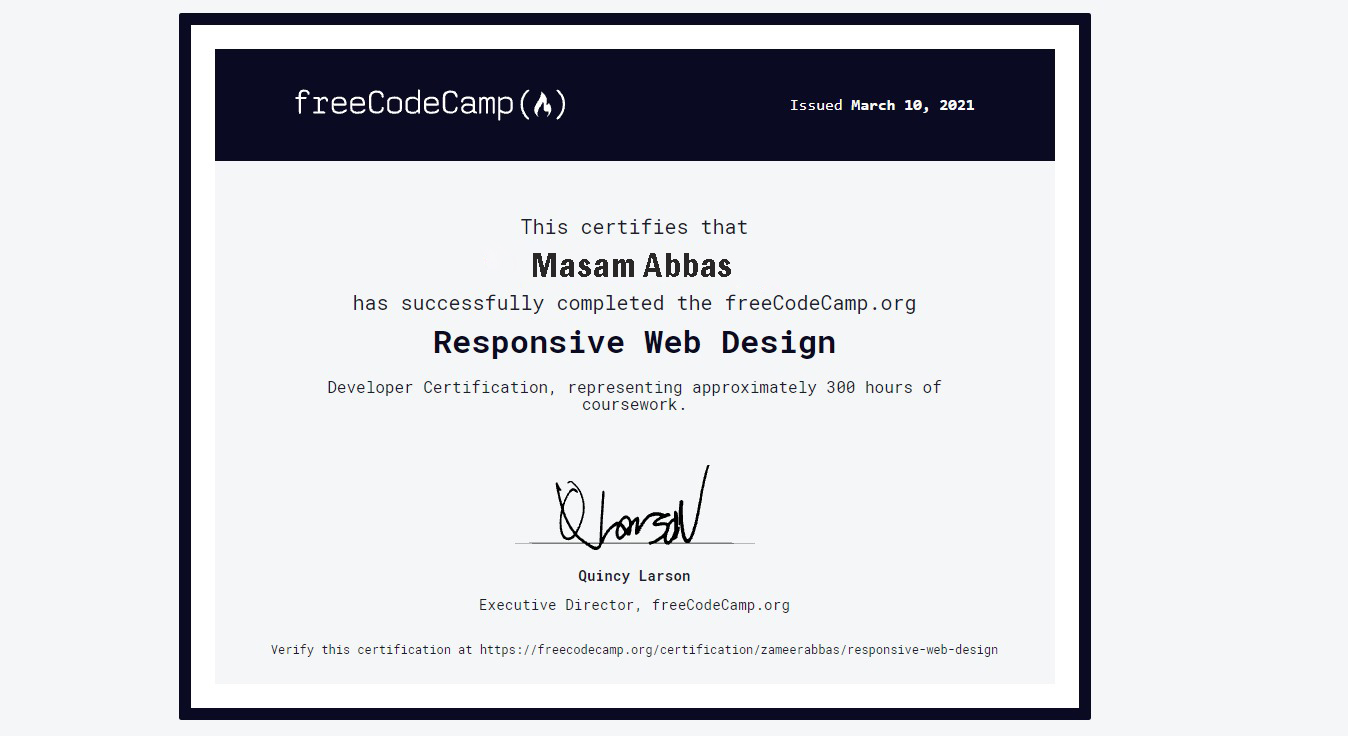 freeCodeCamp()
Issued March 10, 2021
This certifies that
Masam Abbas
has successfully completed the freeCodeCamp.org
Responsive Web Design
Developer Certification, representing approximately 300 hours of
coursework.
Q Larson
Quincy Larson
Executive Director, freeCodeCamp.org
Verify this certification at https://freecodecamp.org/certification/zameerabbas/responsive-web-design